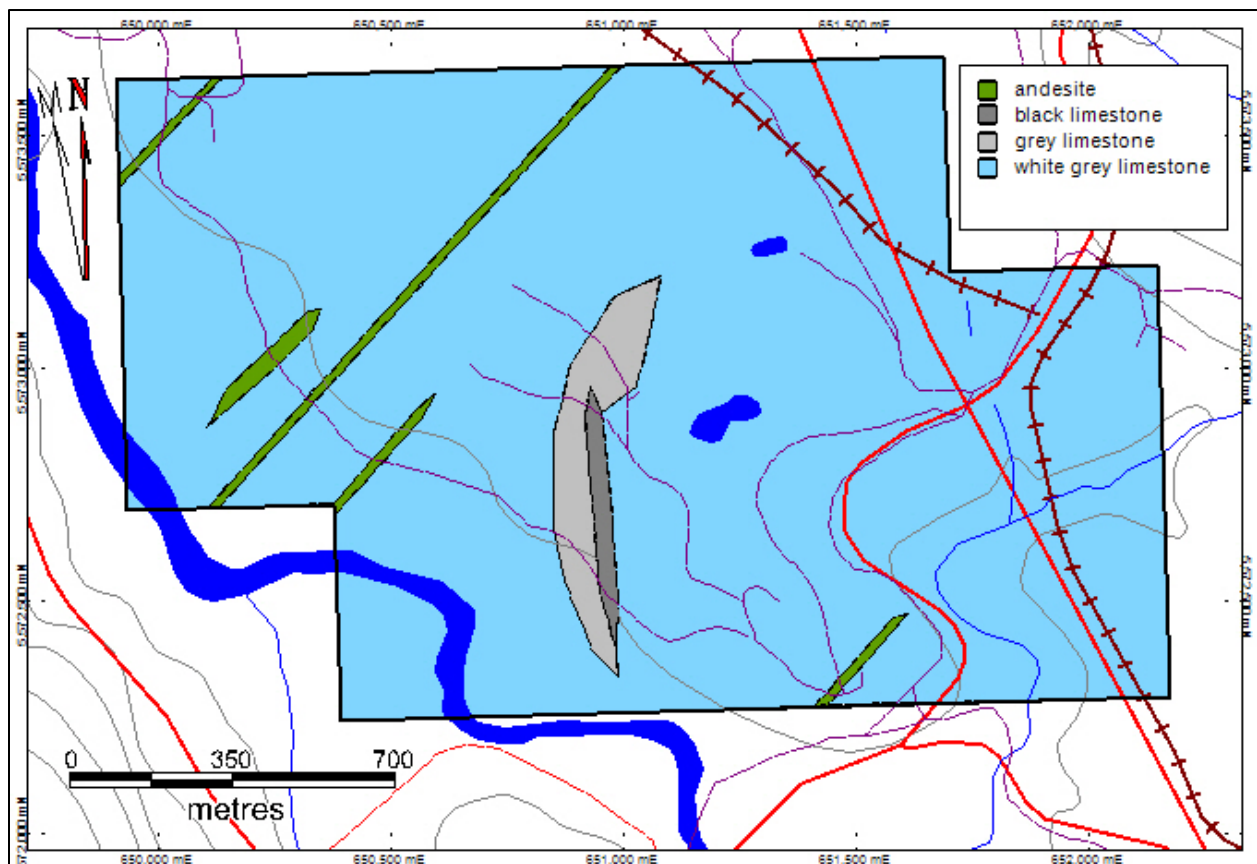 650,000 mE 650,500 mE 651,000 mE 651,500 mE 652,000 mE
N
andesite
black limestone
grey limestone
white grey limestone
0 350 700
metres
650,000 mE 650,500 mE 651,000 mE 651,500 mE 652,000 mE